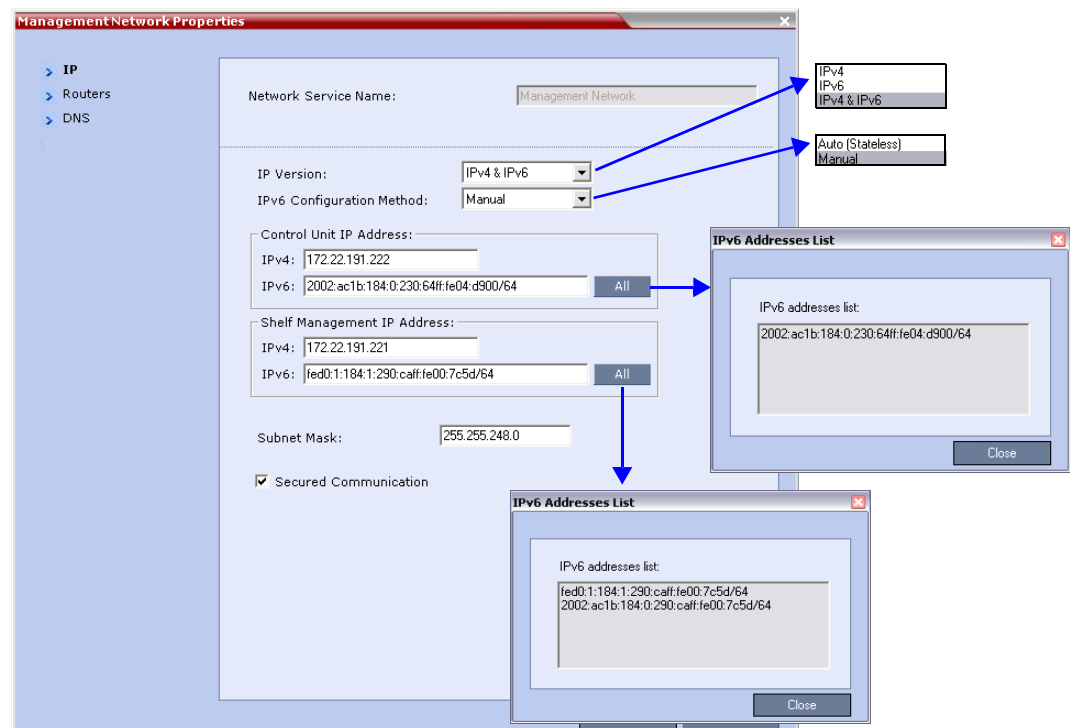 Management Network Properties
IP
Routers
DNS
Network Service Name: Management Network
IP Version: IPv4 & IPv6
IPv6 Configuration Method: Manual
IPv4
IPv6
IPv4 & IPv6
Auto (Stateless)
Manual
Control Unit IP Address:
IPv4: 172.22.191.222
IPv6: 2002:ac1b:184:0:230:64ff:fe04:d900/64 All
Shelf Management IP Address:
IPv4: 172.22.191.221
IPv6: fed0:1:184:1:290:caff:fe00:7c5d/64 All
Subnet Mask: 255.255.248.0
Secured Communication
IPv6 Addresses List
IPv6 addresses list:
2002:ac1b:184:0:230:64ff:fe04:d900/64
Close
IPv6 Addresses List
IPv6 addresses list:
fed0:1:184:1:290:caff:fe00:7c5d/64
2002:ac1b:184:0:290:caff:fe00:7c5d/64
Close